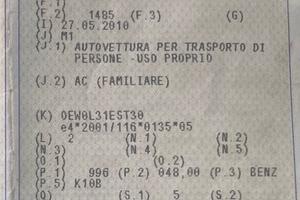 (F.1)
(F.2) 1485 (F.3) (G)
(I) 27.05.2010
(J) M1
(J.1) AUTOVETTURA PER TRASPORTO DI
PERSONE -USO PROPRIO
(J.2) AC (FAMILIARE)
(K) OEW0L31EST30
e4*2001/116*0135*05
(L) 2 (N.1) (N.2)
(N.3) (N.4) (N.5)
(O.1) (O.2)
(P.1) 996 (P.2) 048,00 (P.3) BENZ
(P.5) K10B
(Q) (S.1) 5 (S.2)